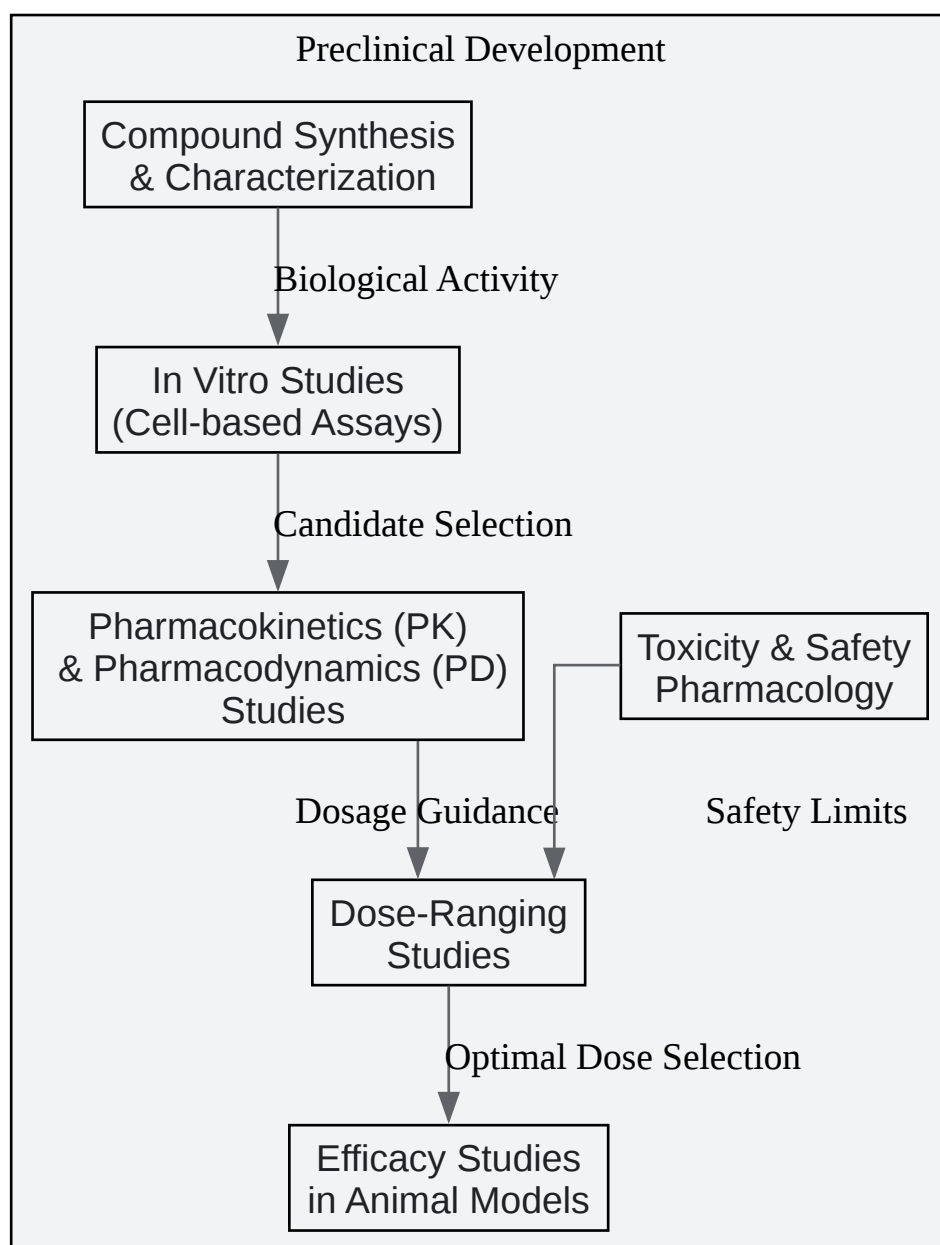 Preclinical Development
Compound Synthesis
& Characterization
Biological Activity
In Vitro Studies
(Cell-based Assays)
Candidate Selection
Pharmacokinetics (PK)
& Pharmacodynamics (PD)
Studies
Toxicity & Safety
Pharmacology
Dosage Guidance
Safety Limits
Dose-Ranging
Studies
Optimal Dose Selection
Efficacy Studies
in Animal Models